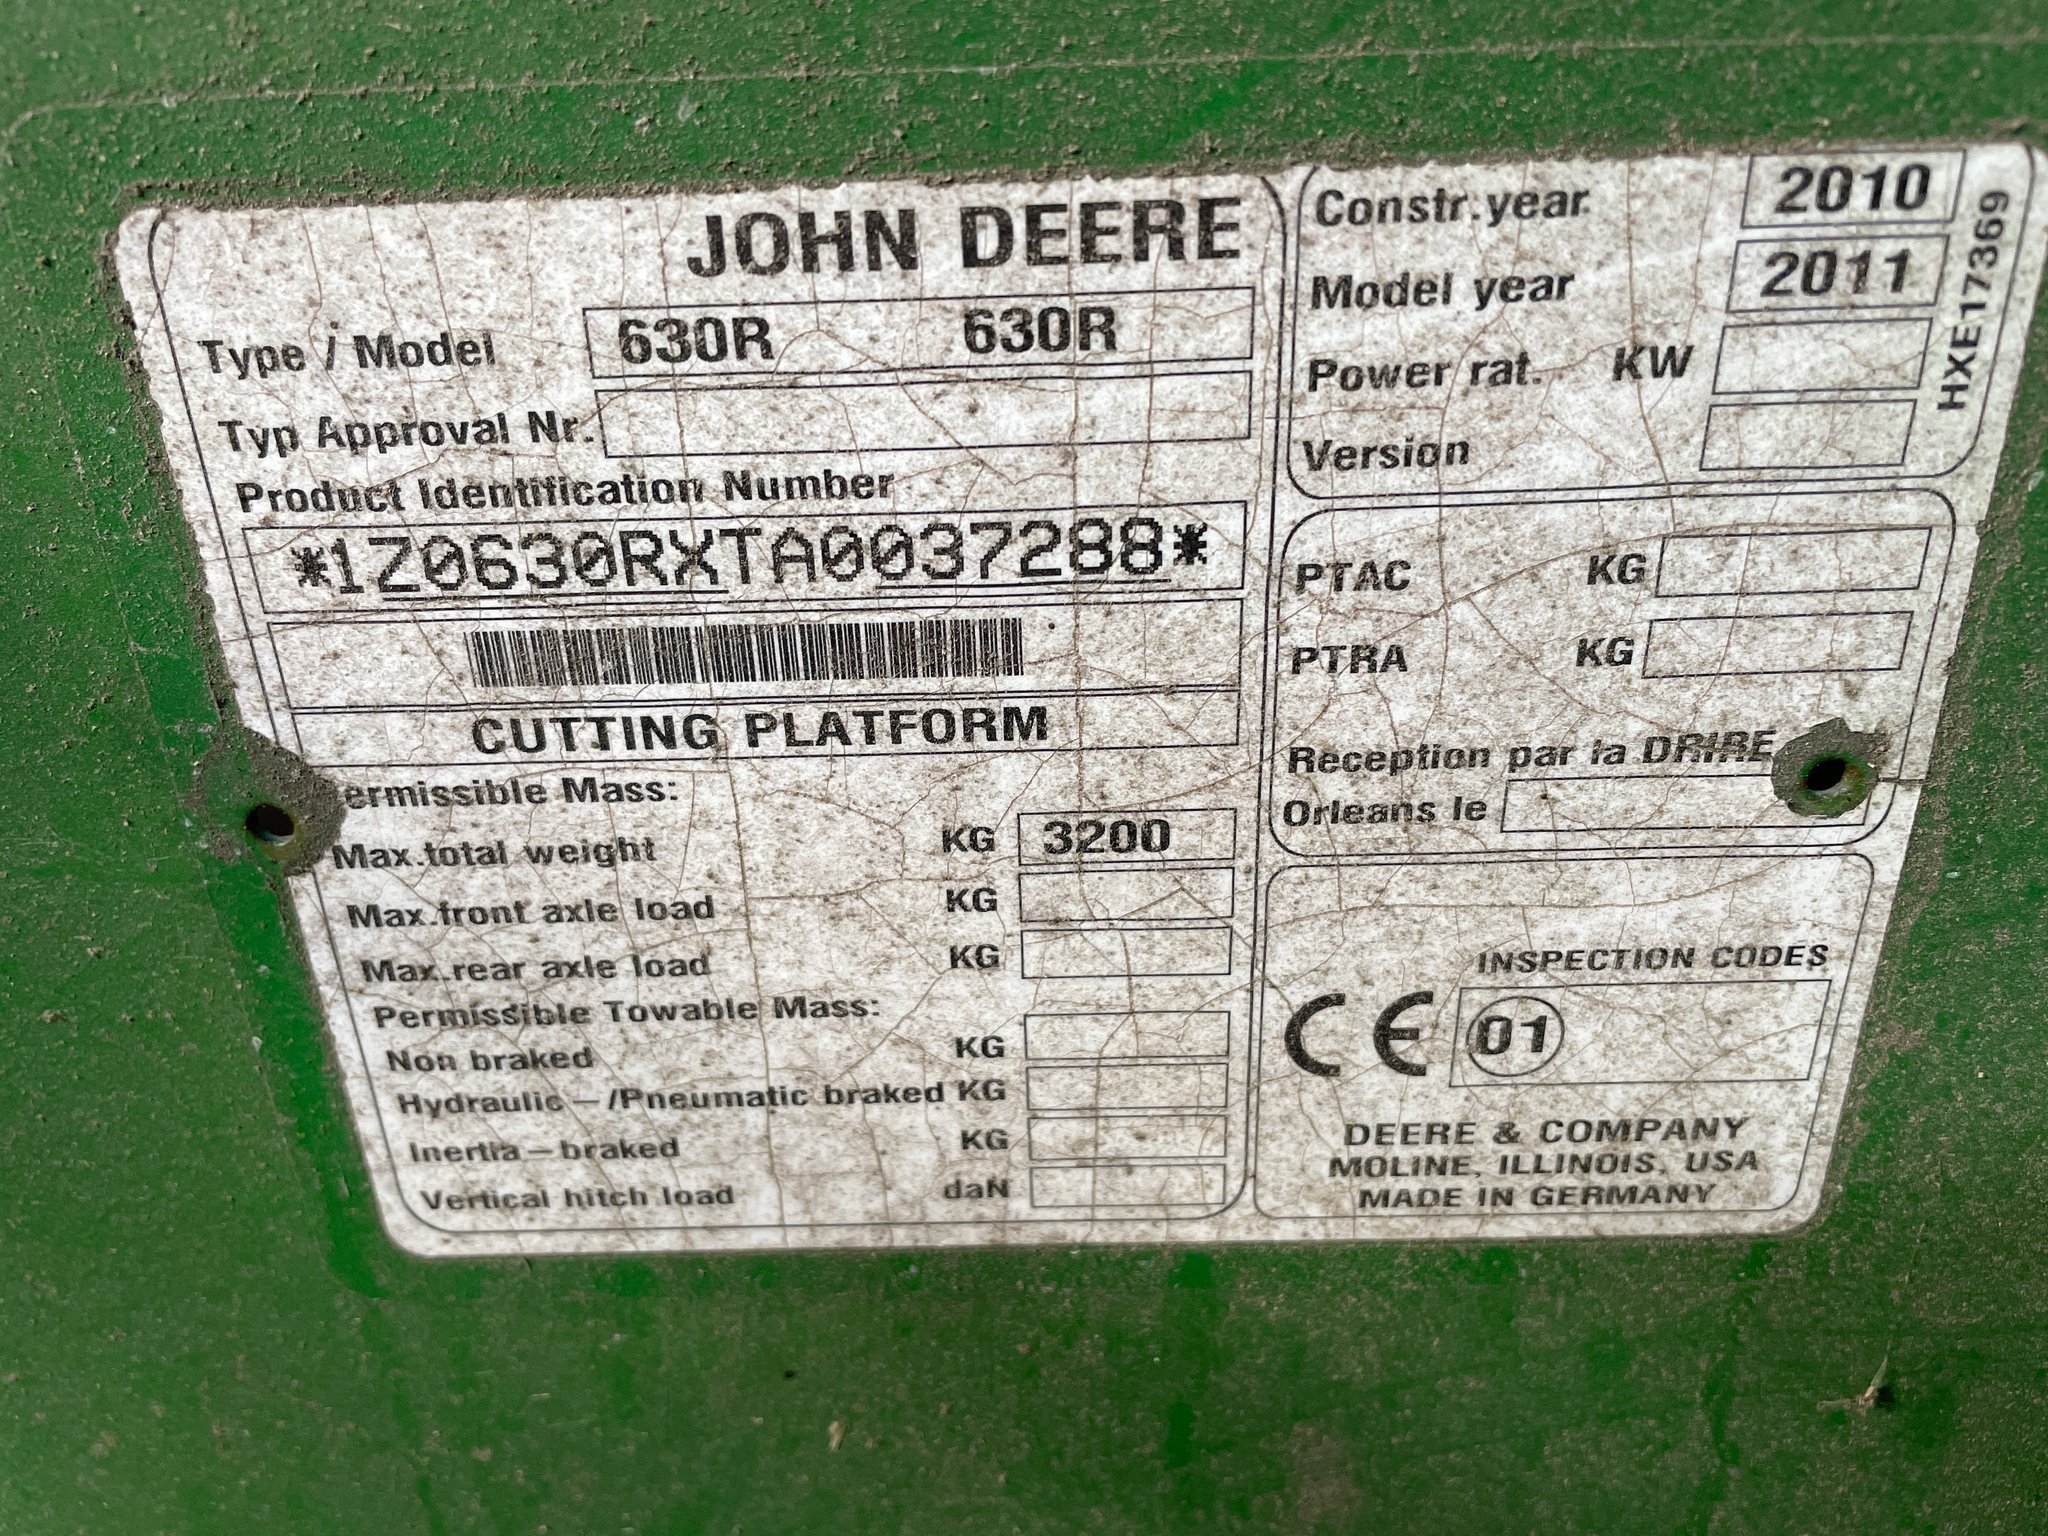 JOHN DEERE
Type / Model 630R 630R
Typ Approval Nr.
Product Identification Number
*1Z0630RXTA0037288*
CUTTING PLATFORM
ermissible Mass:
Max.total weight KG 3200
Max.front axle load KG
Max.rear axle load KG
Permissible Towable Mass:
Non braked KG
Hydraulic-/Pneumatic braked KG
Inertia-braked KG
Vertical hitch load daN
Constr.year 2010
Model year 2011
Power rat. KW
Version
HXE17369
PTAC KG
PTRA KG
Reception par la DRIRE
Orleans le
INSPECTION CODES
CE 01
DEERE & COMPANY
MOLINE, ILLINOIS, USA
MADE IN GERMANY